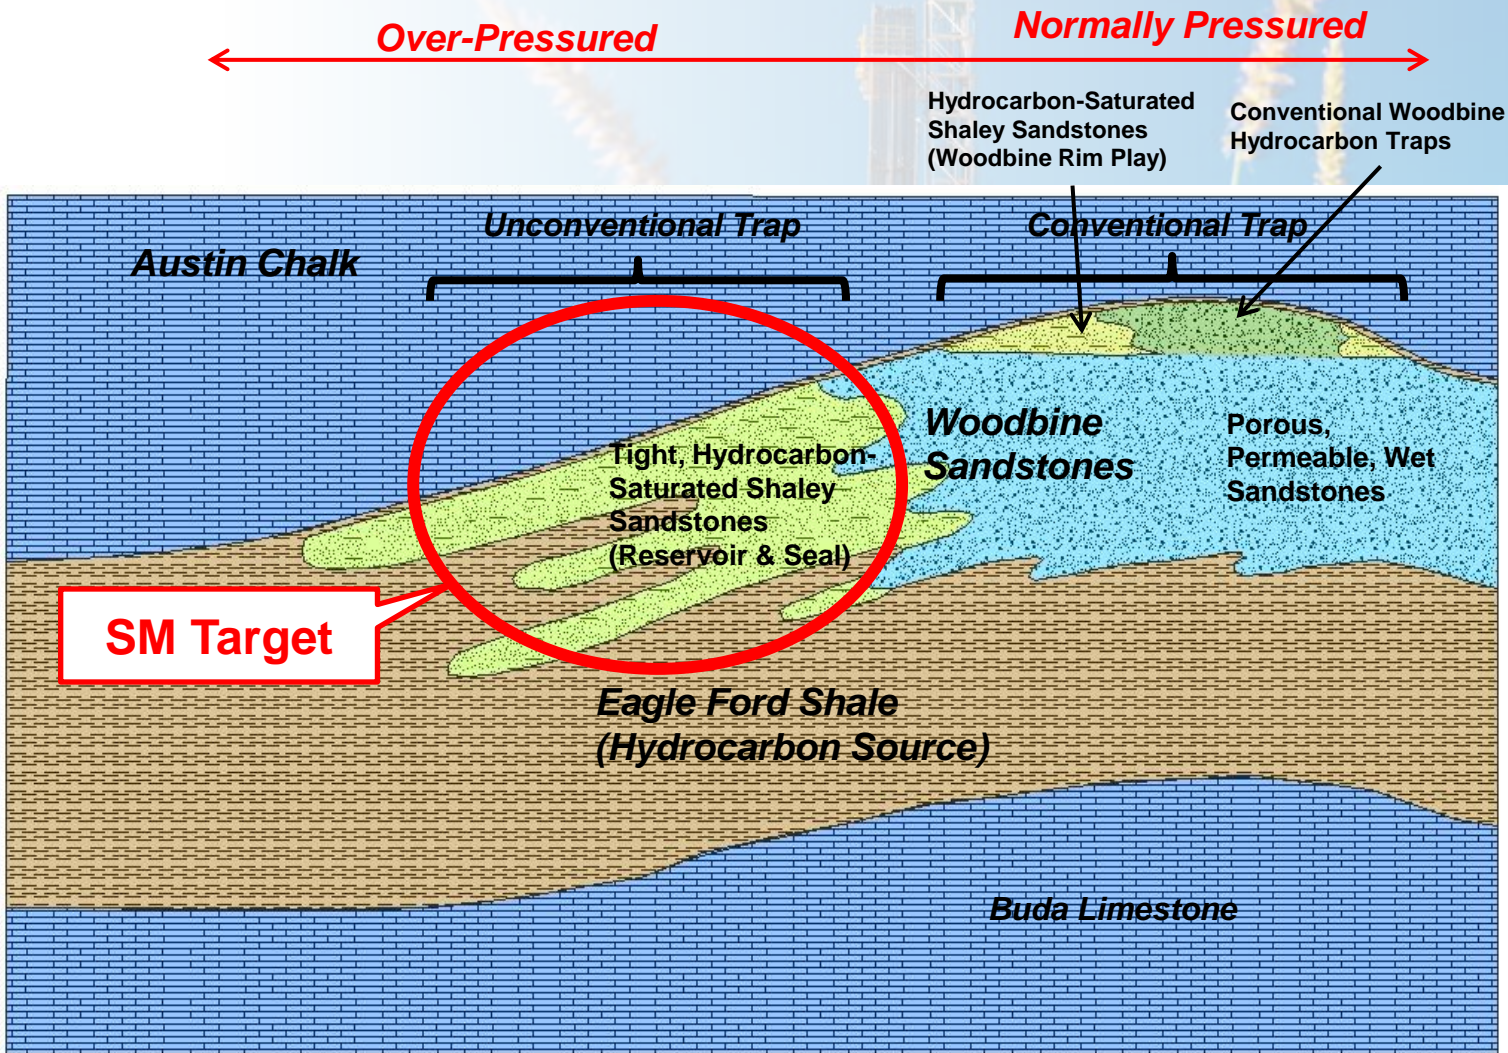 Over-Pressured
Normally Pressured
Hydrocarbon-Saturated
Shaley Sandstones
(Woodbine Rim Play)
Conventional Woodbine
Hydrocarbon Traps
Unconventional Trap
Conventional Trap
Austin Chalk
Tight, Hydrocarbon-
Saturated Shaley
Sandstones
(Reservoir & Seal)
Woodbine
Sandstones
Porous,
Permeable, Wet
Sandstones
SM Target
Eagle Ford Shale
(Hydrocarbon Source)
Buda Limestone